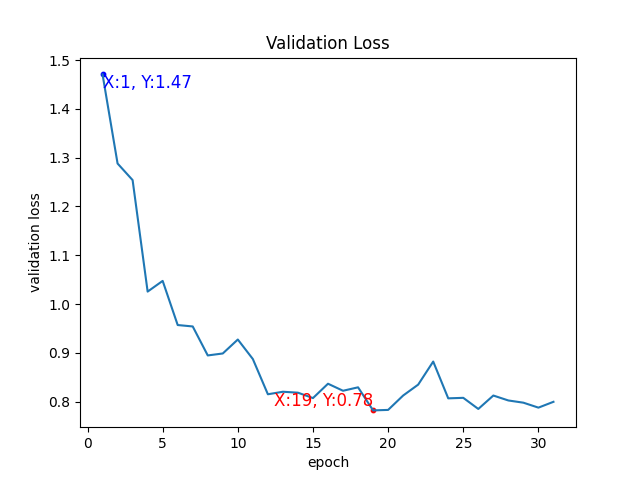 Validation Loss
1.5
X:1, Y:1.47
1.4
1.3
1.2
1.1
1.0
0.9
0.8
X:19, Y:0.78
validation loss
0 5 10 15 20 25 30
epoch